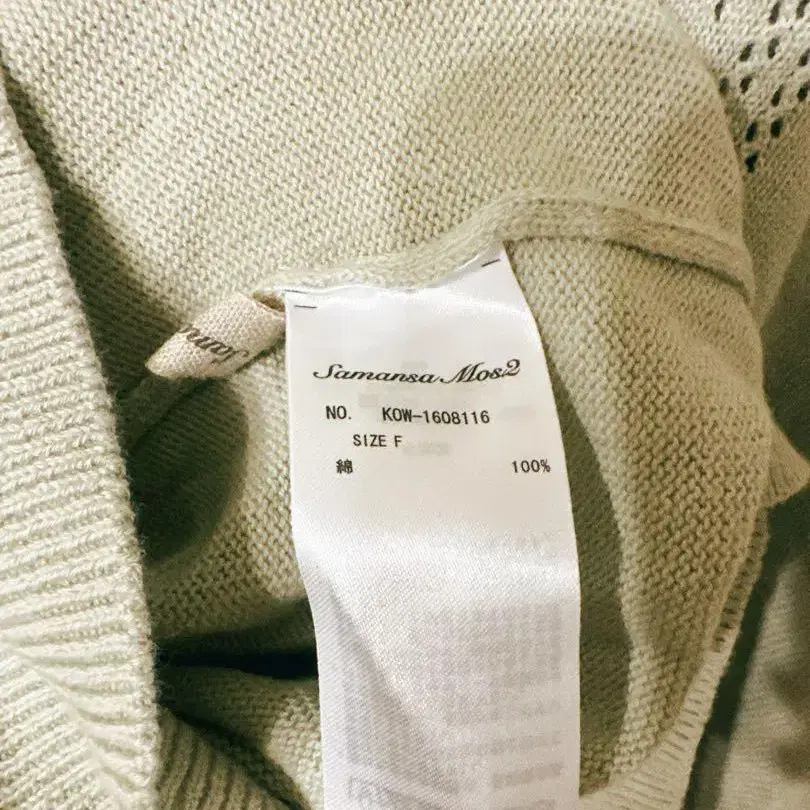 Samansa Mos2
NO. KOW-1608116
SIZE F
綿 100%